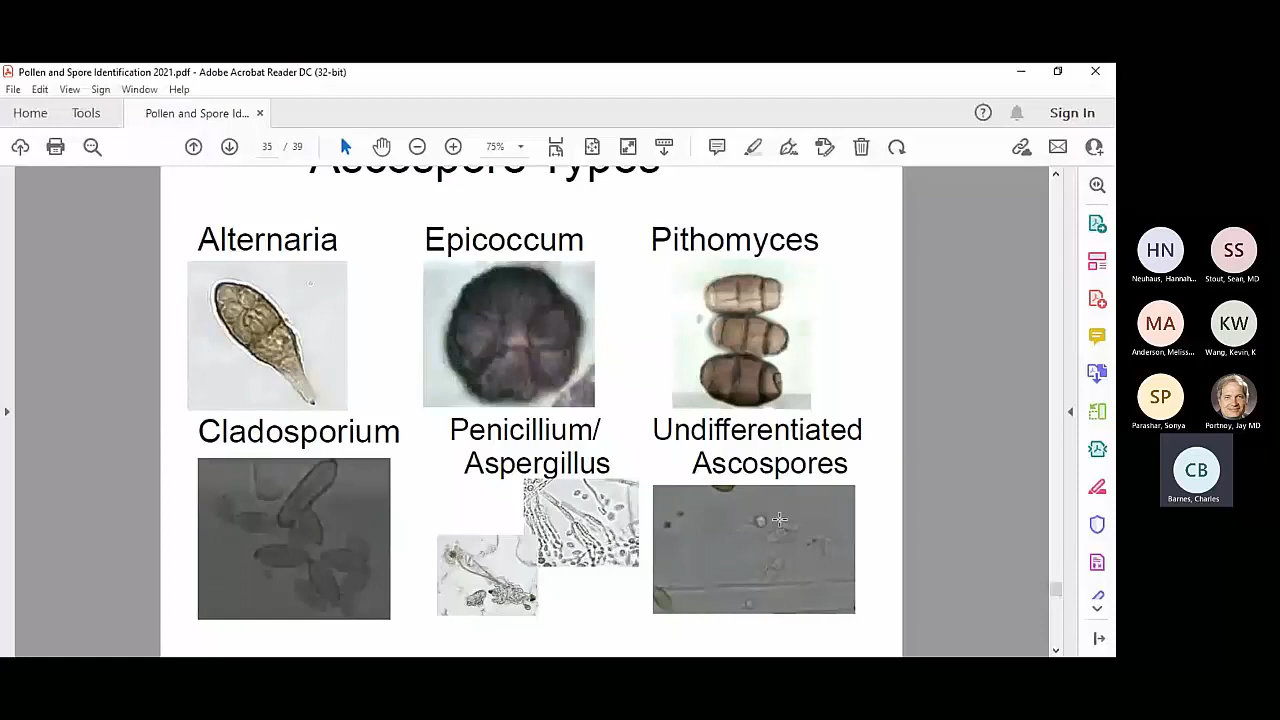 Pollen and Spore Identification 2021.pdf - Adobe Acrobat Reader DC (32-bit)
File Edit View Sign Window Help
Home Tools Pollen and Spore Id...
Sign In
35 / 39 75%
Ascospore Types
Alternaria Epicoccum Pithomyces
Cladosporium Penicillium/ Undifferentiated
Aspergillus Ascospores
HN SS
Neuhaus, Hannah... Stout, Sean, MD
MA KW
Anderson, Meliss... Wang, Kevin, K
SP
Parashar, Sonya Portnoy, Jay MD
CB
Barnes, Charles